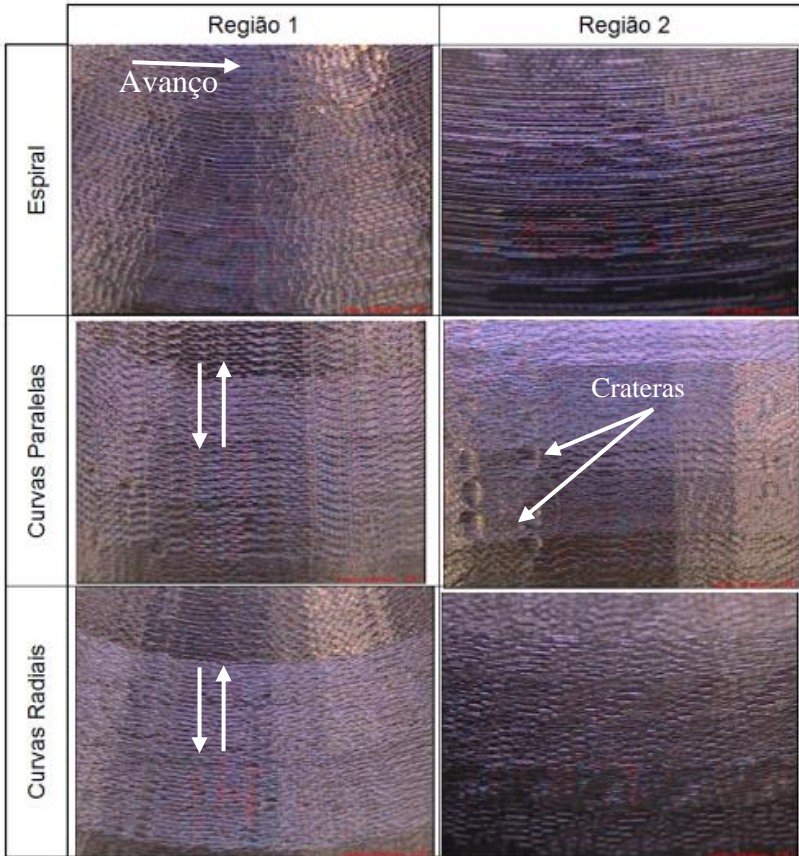 Região 1
Região 2
Espiral
Avanço
Curvas Paralelas
Crateras
Curvas Radiais